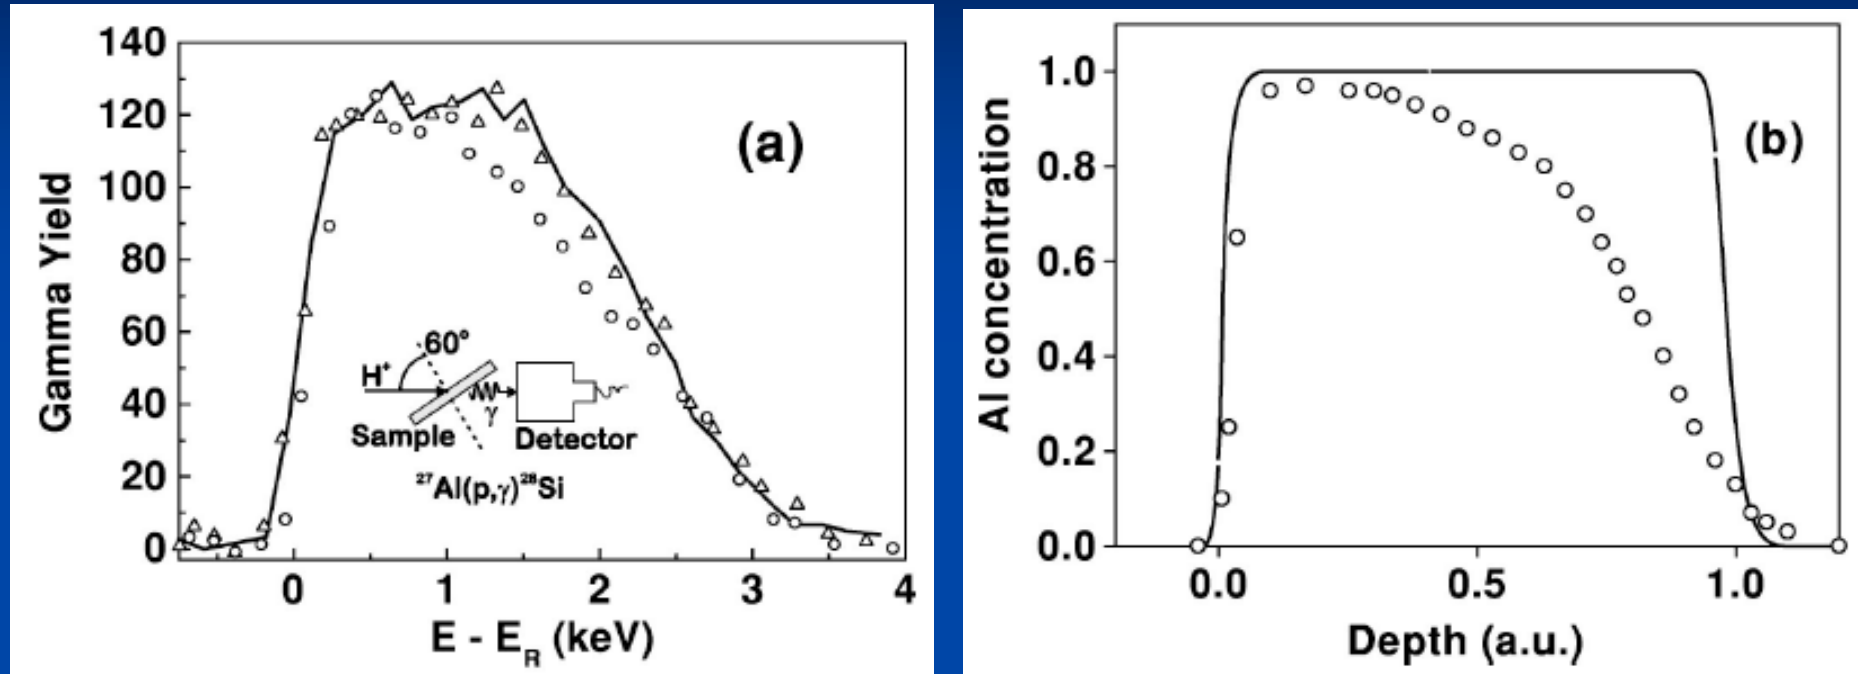 140
120
100
80
60
40
20
0
Gamma Yield
(a)
60°
H⁺
γ
Sample
Detector
²⁷Al(p,γ)²⁸Si
0 1 2 3 4
E - E_R (keV)
1.0
0.8
0.6
0.4
0.2
0.0
Al concentration
(b)
0.0 0.5 1.0
Depth (a.u.)